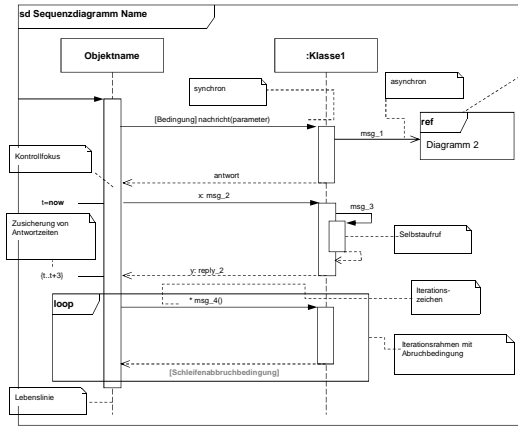 sd Sequenzdiagramm Name
Objektname
:Klasse1
synchron
asynchron
[Bedingung] nachricht(parameter)
msg_1
ref
Diagramm 2
Kontrollfokus
antwort
t=now
x: msg_2
msg_3
Zusicherung von
Antwortzeiten
Selbstaufruf
{t..t+3}
y: reply_2
Iterations-
zeichen
loop
* msg_4()
Iterationsrahmen mit
Abruchbedingung
[Schleifenabbruchbedingung]
Lebenslinie